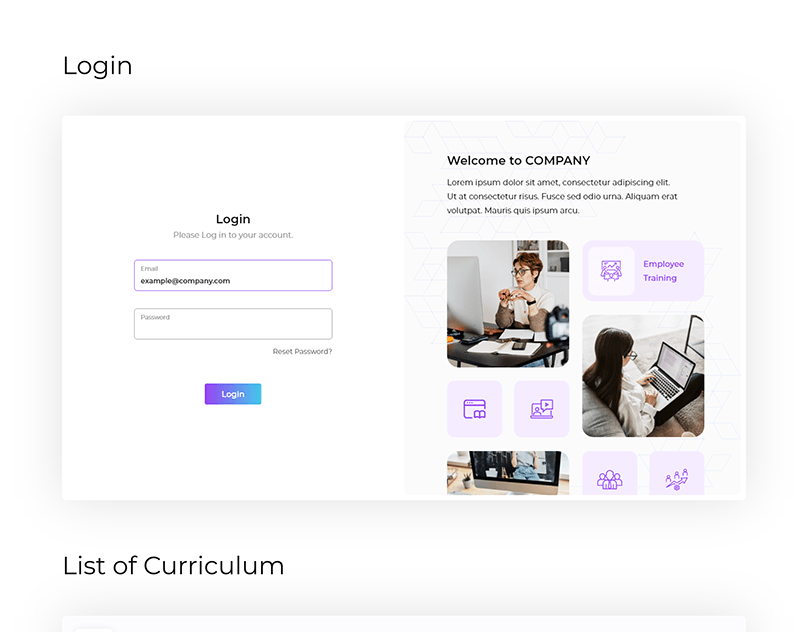 Login
Login
Please Log in to your account.
Email
example@company.com
Password
Reset Password?
Login
Welcome to COMPANY
Lorem ipsum dolor sit amet, consectetur adipiscing elit.
Ut at consectetur risus. Fusce sed odio urna. Aliquam erat
volutpat. Mauris quis ipsum arcu.
Employee
Training
List of Curriculum